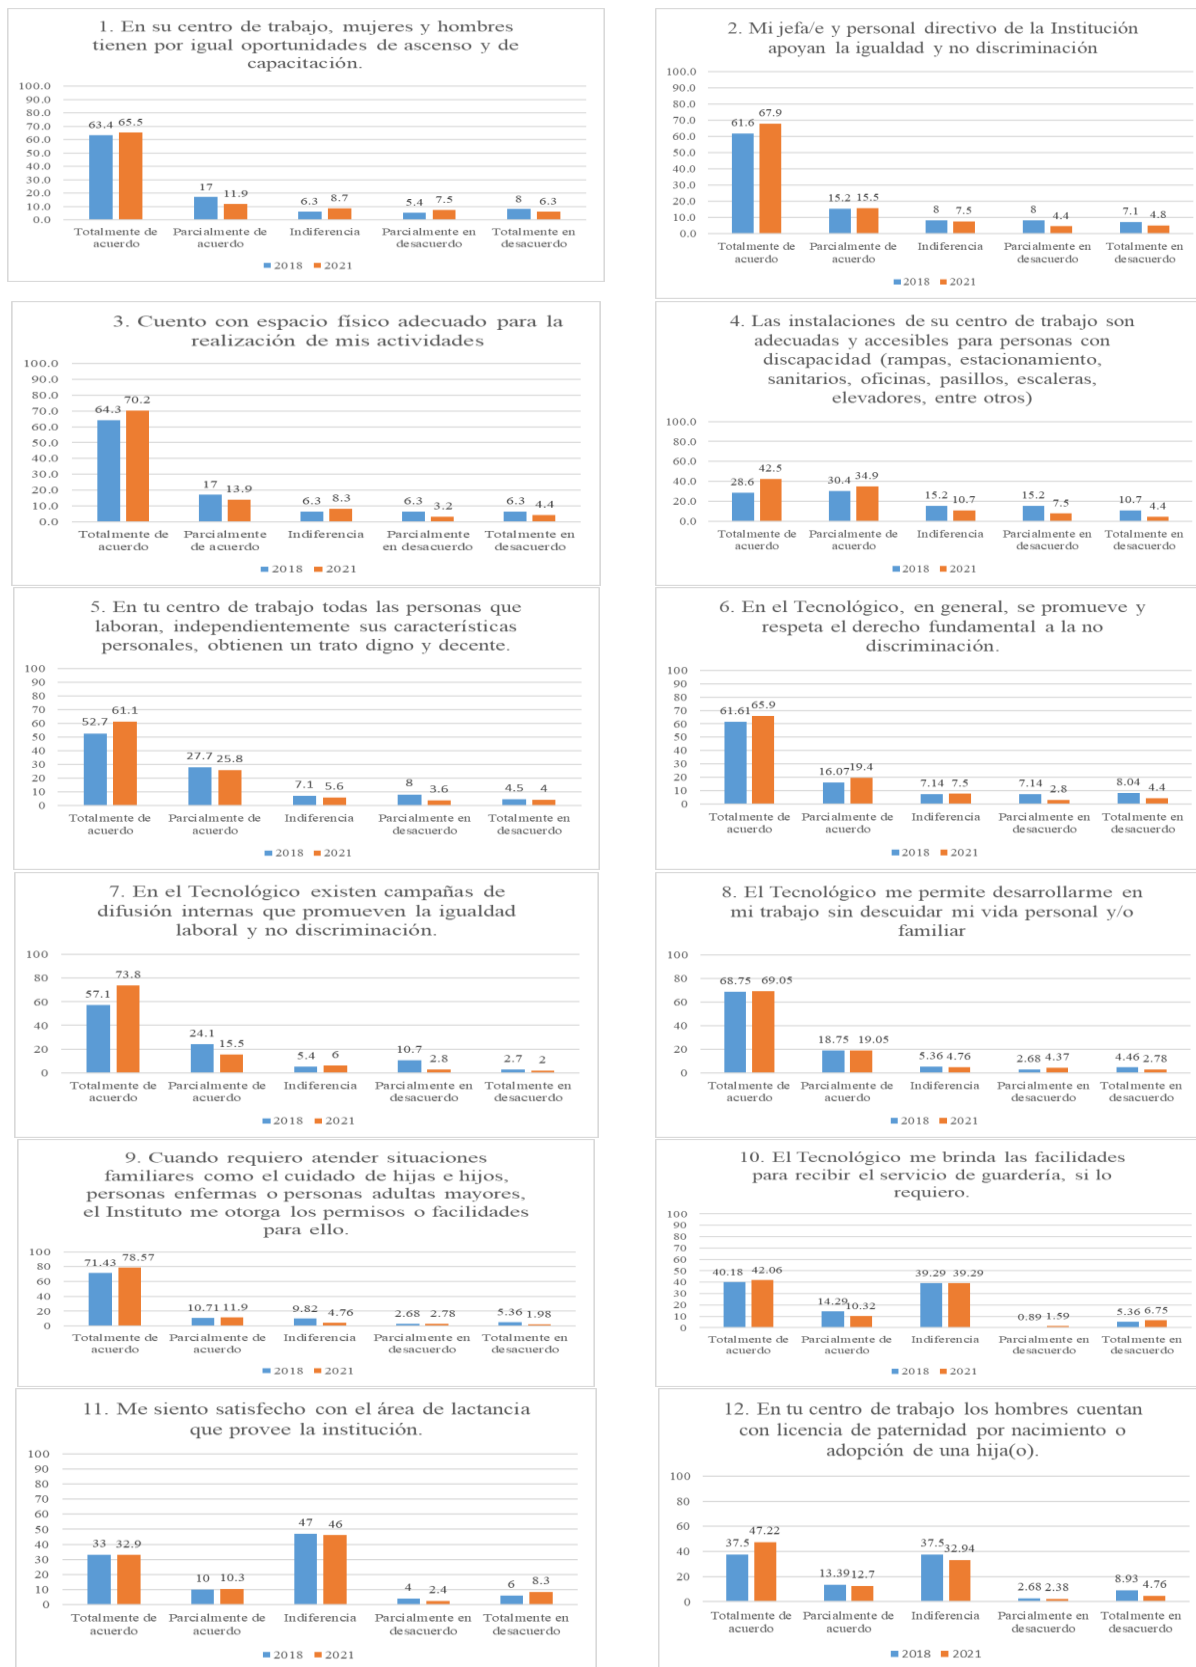 1. En su centro de trabajo, mujeres y hombres
tienen por igual oportunidades de ascenso y de
capacitación.
100.0
90.0
80.0
70.0
60.0
50.0
40.0
30.0
20.0
10.0
0.0
63.4 65.5
17 11.9
6.3 8.7
5.4 7.5
8 6.3
Totalmente de acuerdo
Parcialmente de acuerdo
Indiferencia
Parcialmente en desacuerdo
Totalmente en desacuerdo
2018 2021
2. Mi jefa/e y personal directivo de la Institución
apoyan la igualdad y no discriminación
100.0
90.0
80.0
70.0
60.0
50.0
40.0
30.0
20.0
10.0
0.0
61.6 67.9
15.2 15.5
8 7.5
8 4.4
7.1 4.8
Totalmente de acuerdo
Parcialmente de acuerdo
Indiferencia
Parcialmente en desacuerdo
Totalmente en desacuerdo
2018 2021
3. Cuento con espacio físico adecuado para la
realización de mis actividades
100.0
90.0
80.0
70.0
60.0
50.0
40.0
30.0
20.0
10.0
0.0
64.3 70.2
17 13.9
6.3 8.3
6.3 3.2
6.3 4.4
Totalmente de acuerdo
Parcialmente de acuerdo
Indiferencia
Parcialmente en desacuerdo
Totalmente en desacuerdo
2018 2021
4. Las instalaciones de su centro de trabajo son
adecuadas y accesibles para personas con
discapacidad (rampas, estacionamiento,
sanitarios, oficinas, pasillos, escaleras,
elevadores, entre otros)
100.0
80.0
60.0
40.0
20.0
0.0
28.6 42.5
30.4 34.9
15.2 10.7
15.2 7.5
10.7 4.4
Totalmente de acuerdo
Parcialmente de acuerdo
Indiferencia
Parcialmente en desacuerdo
Totalmente en desacuerdo
2018 2021
5. En tu centro de trabajo todas las personas que
laboran, independientemente sus características
personales, obtienen un trato digno y decente.
100
90
80
70
60
50
40
30
20
10
0
52.7 61.1
27.7 25.8
7.1 5.6
8 3.6
4.5 4
Totalmente de acuerdo
Parcialmente de acuerdo
Indiferencia
Parcialmente en desacuerdo
Totalmente en desacuerdo
2018 2021
6. En el Tecnológico, en general, se promueve y
respeta el derecho fundamental a la no
discriminación.
100
90
80
70
60
50
40
30
20
10
0
61.61 65.9
16.07 19.4
7.14 7.5
7.14 2.8
8.04 4.4
Totalmente de acuerdo
Parcialmente de acuerdo
Indiferencia
Parcialmente en desacuerdo
Totalmente en desacuerdo
2018 2021
7. En el Tecnológico existen campañas de
difusión internas que promueven la igualdad
laboral y no discriminación.
100
80
60
40
20
0
57.1 73.8
24.1 15.5
5.4 6
10.7 2.8
2.7 2
Totalmente de acuerdo
Parcialmente de acuerdo
Indiferencia
Parcialmente en desacuerdo
Totalmente en desacuerdo
2018 2021
8. El Tecnológico me permite desarrollarme en
mi trabajo sin descuidar mi vida personal y/o
familiar
100
80
60
40
20
0
68.75 69.05
18.75 19.05
5.36 4.76
2.68 4.37
4.46 2.78
Totalmente de acuerdo
Parcialmente de acuerdo
Indiferencia
Parcialmente en desacuerdo
Totalmente en desacuerdo
2018 2021
9. Cuando requiero atender situaciones
familiares como el cuidado de hijas e hijos,
personas enfermas o personas adultas mayores,
el Instituto me otorga los permisos o facilidades
para ello.
100
80
60
40
20
0
71.43 78.57
10.71 11.9
9.82 4.76
2.68 2.78
5.36 1.98
Totalmente de acuerdo
Parcialmente de acuerdo
Indiferencia
Parcialmente en desacuerdo
Totalmente en desacuerdo
2018 2021
10. El Tecnológico me brinda las facilidades
para recibir el servicio de guardería, si lo
requiero.
100
90
80
70
60
50
40
30
20
10
0
40.18 42.06
14.29 10.32
39.29 39.29
0.89 1.59
5.36 6.75
Totalmente de acuerdo
Parcialmente de acuerdo
Indiferencia
Parcialmente en desacuerdo
Totalmente en desacuerdo
2018 2021
11. Me siento satisfecho con el área de lactancia
que provee la institución.
100
90
80
70
60
50
40
30
20
10
0
33 32.9
10 10.3
47 46
4 2.4
6 8.3
Totalmente de acuerdo
Parcialmente de acuerdo
Indiferencia
Parcialmente en desacuerdo
Totalmente en desacuerdo
2018 2021
12. En tu centro de trabajo los hombres cuentan
con licencia de paternidad por nacimiento o
adopción de una hija(o).
100
80
60
40
20
0
37.5 47.22
13.39 12.7
37.5 32.94
2.68 2.38
8.93 4.76
Totalmente de acuerdo
Parcialmente de acuerdo
Indiferencia
Parcialmente en desacuerdo
Totalmente en desacuerdo
2018 2021